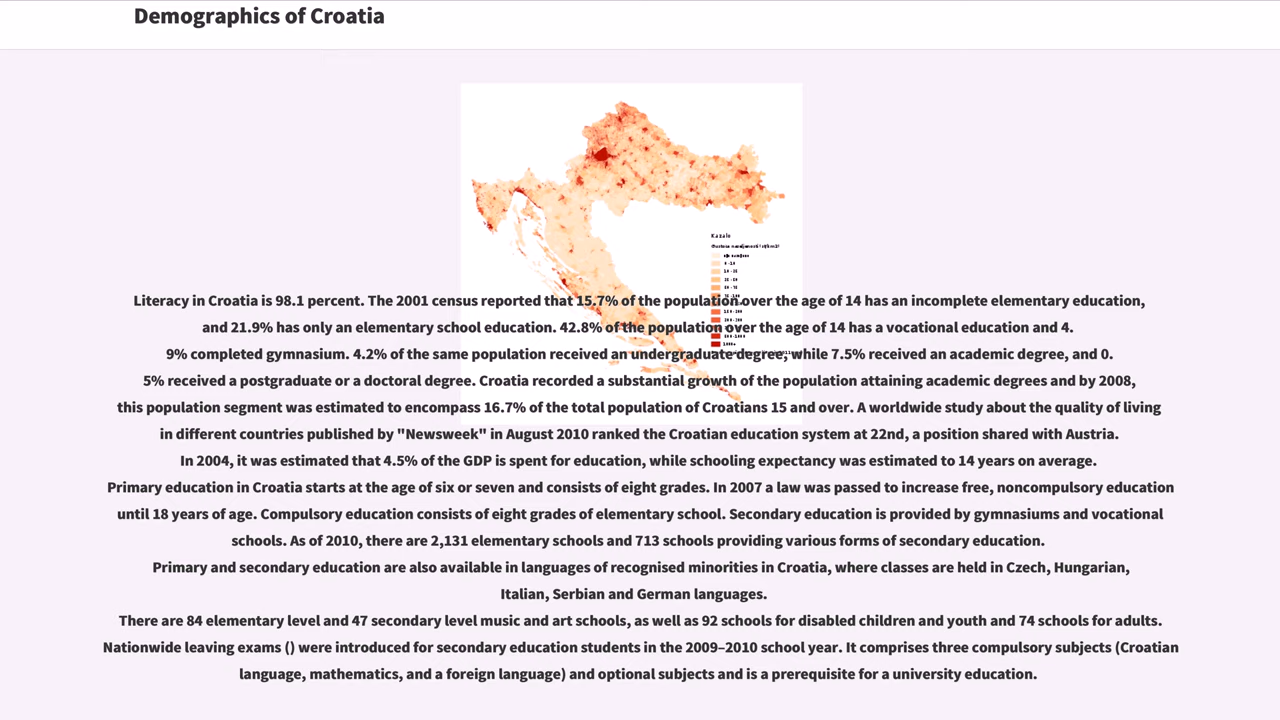 Demographics of Croatia
Kazalo
Literacy in Croatia is 98.1 percent. The 2001 census reported that 15.7% of the population over the age of 14 has an incomplete elementary education,
and 21.9% has only an elementary school education. 42.8% of the population over the age of 14 has a vocational education and 4.
9% completed gymnasium. 4.2% of the same population received an undergraduate degree, while 7.5% received an academic degree, and 0.
5% received a postgraduate or a doctoral degree. Croatia recorded a substantial growth of the population attaining academic degrees and by 2008,
this population segment was estimated to encompass 16.7% of the total population of Croatians 15 and over. A worldwide study about the quality of living
in different countries published by "Newsweek" in August 2010 ranked the Croatian education system at 22nd, a position shared with Austria.
In 2004, it was estimated that 4.5% of the GDP is spent for education, while schooling expectancy was estimated to 14 years on average.
Primary education in Croatia starts at the age of six or seven and consists of eight grades. In 2007 a law was passed to increase free, noncompulsory education
until 18 years of age. Compulsory education consists of eight grades of elementary school. Secondary education is provided by gymnasiums and vocational
schools. As of 2010, there are 2,131 elementary schools and 713 schools providing various forms of secondary education.
Primary and secondary education are also available in languages of recognised minorities in Croatia, where classes are held in Czech, Hungarian,
Italian, Serbian and German languages.
There are 84 elementary level and 47 secondary level music and art schools, as well as 92 schools for disabled children and youth and 74 schools for adults.
Nationwide leaving exams () were introduced for secondary education students in the 2009–2010 school year. It comprises three compulsory subjects (Croatian
language, mathematics, and a foreign language) and optional subjects and is a prerequisite for a university education.